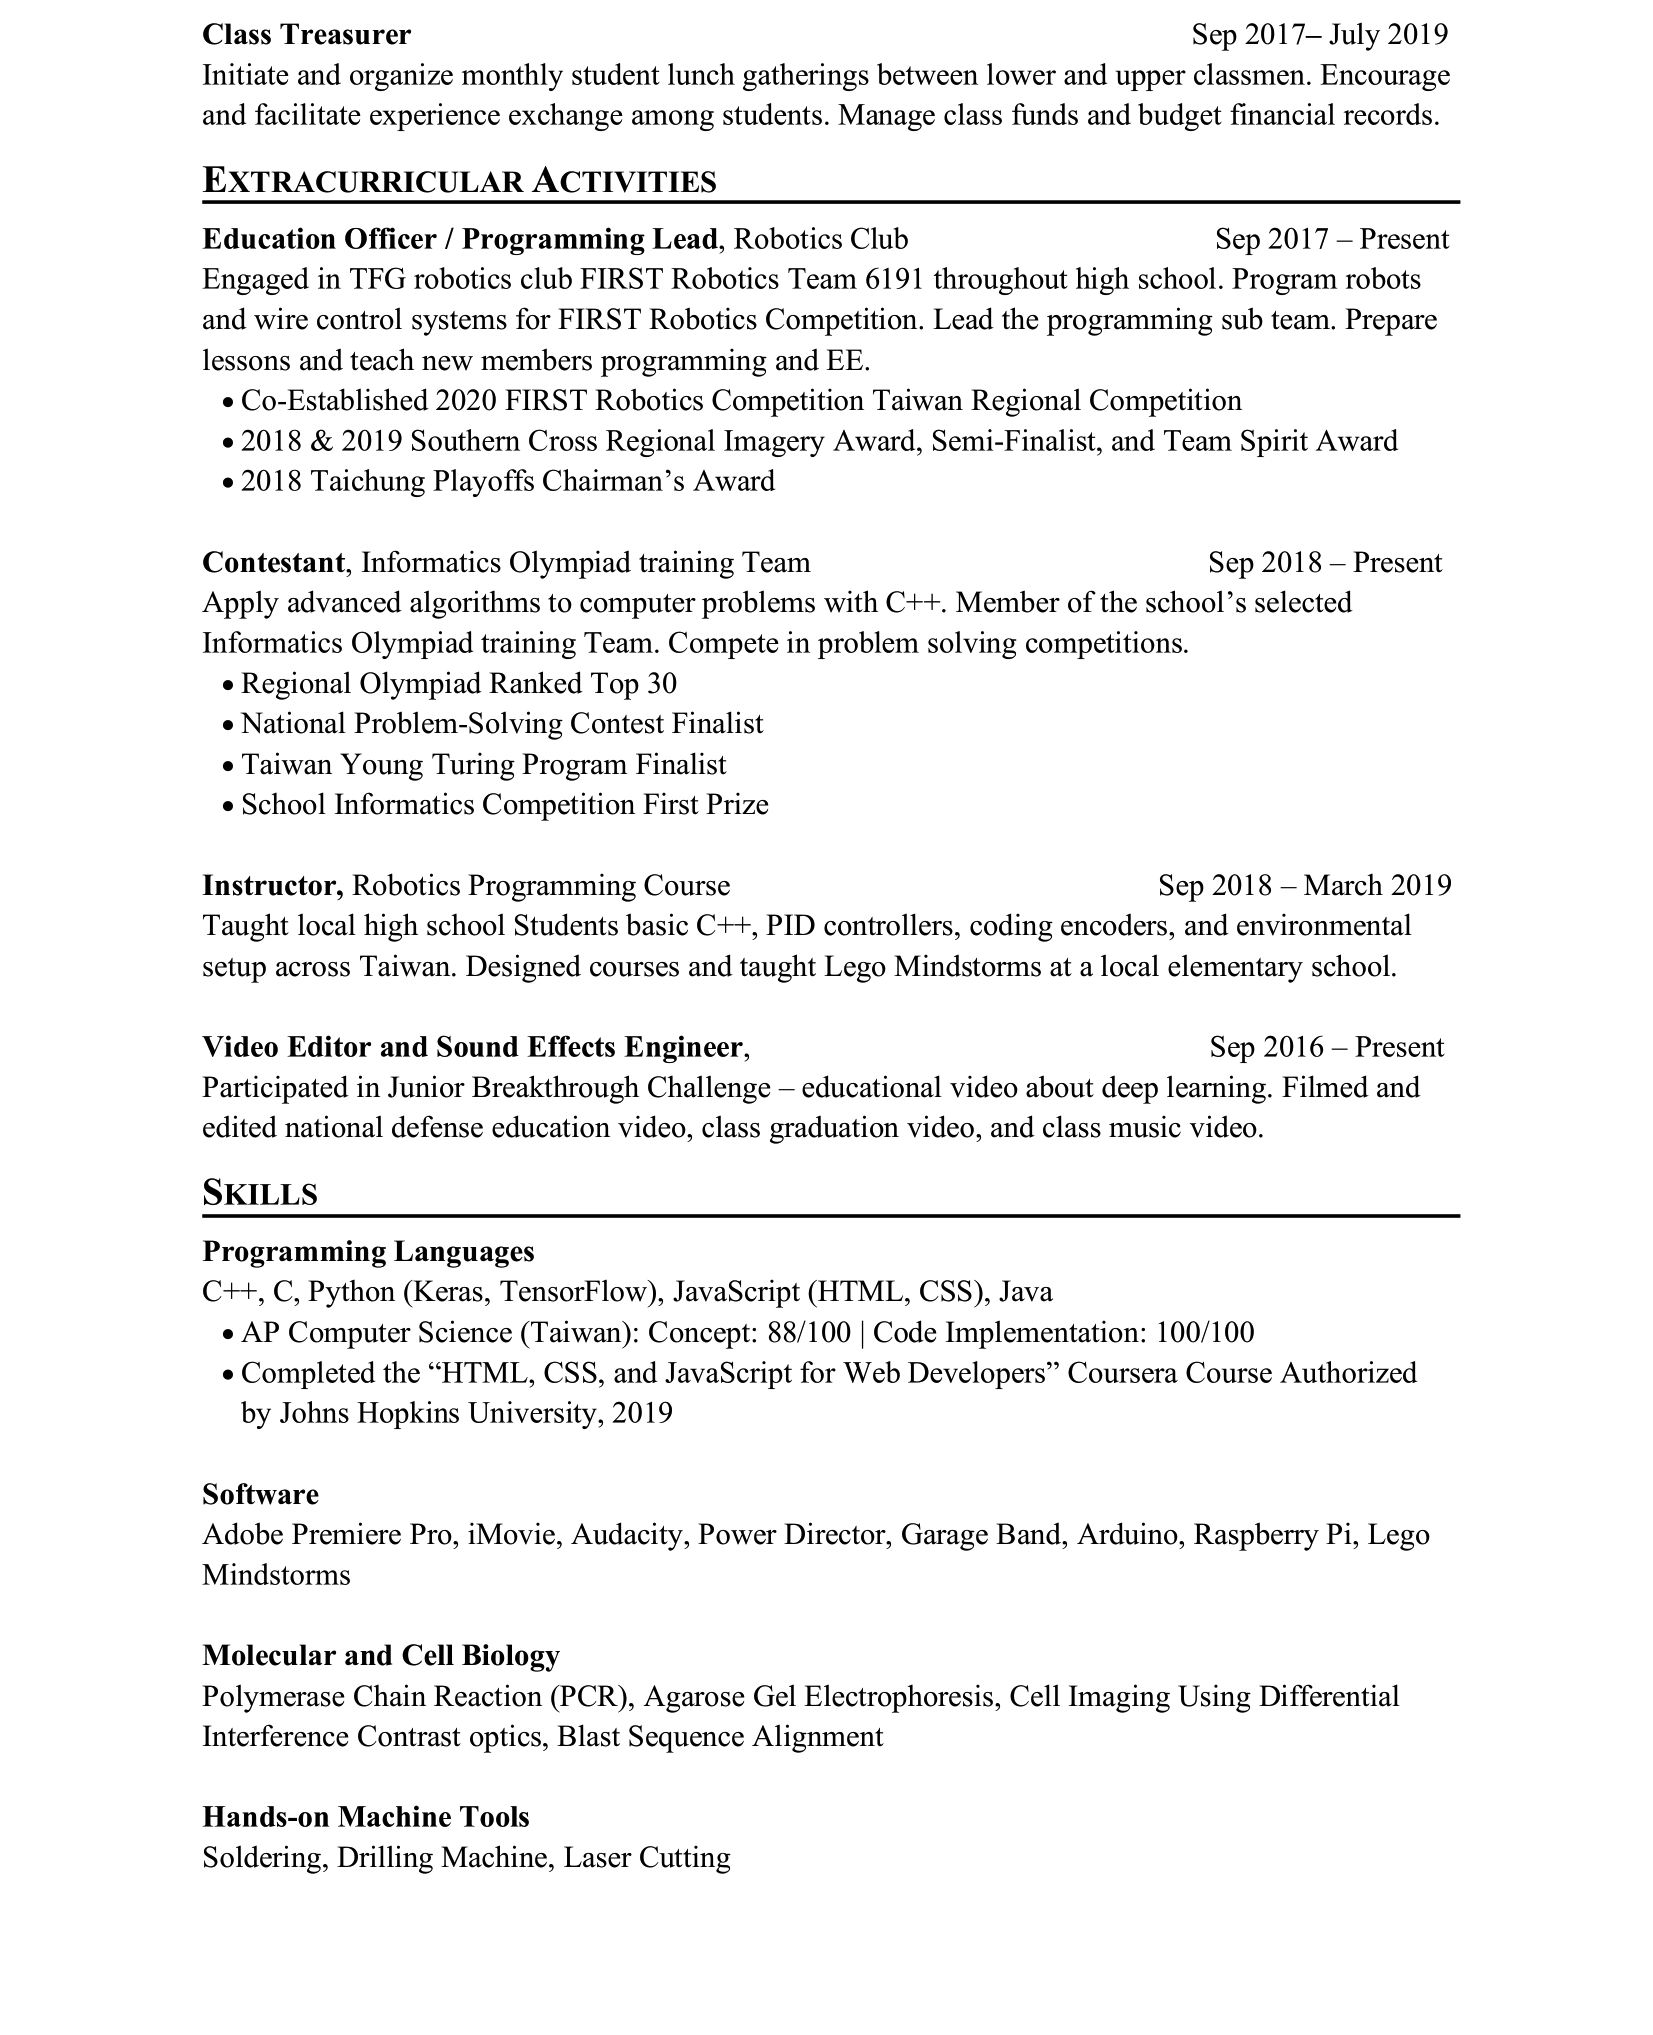 Class Treasurer Sep 2017– July 2019
Initiate and organize monthly student lunch gatherings between lower and upper classmen. Encourage
and facilitate experience exchange among students. Manage class funds and budget financial records.
EXTRACURRICULAR ACTIVITIES
Education Officer / Programming Lead, Robotics Club Sep 2017 – Present
Engaged in TFG robotics club FIRST Robotics Team 6191 throughout high school. Program robots
and wire control systems for FIRST Robotics Competition. Lead the programming sub team. Prepare
lessons and teach new members programming and EE.
• Co-Established 2020 FIRST Robotics Competition Taiwan Regional Competition
• 2018 & 2019 Southern Cross Regional Imagery Award, Semi-Finalist, and Team Spirit Award
• 2018 Taichung Playoffs Chairman’s Award
Contestant, Informatics Olympiad training Team Sep 2018 – Present
Apply advanced algorithms to computer problems with C++. Member of the school’s selected
Informatics Olympiad training Team. Compete in problem solving competitions.
• Regional Olympiad Ranked Top 30
• National Problem-Solving Contest Finalist
• Taiwan Young Turing Program Finalist
• School Informatics Competition First Prize
Instructor, Robotics Programming Course Sep 2018 – March 2019
Taught local high school Students basic C++, PID controllers, coding encoders, and environmental
setup across Taiwan. Designed courses and taught Lego Mindstorms at a local elementary school.
Video Editor and Sound Effects Engineer, Sep 2016 – Present
Participated in Junior Breakthrough Challenge – educational video about deep learning. Filmed and
edited national defense education video, class graduation video, and class music video.
SKILLS
Programming Languages
C++, C, Python (Keras, TensorFlow), JavaScript (HTML, CSS), Java
• AP Computer Science (Taiwan): Concept: 88/100 | Code Implementation: 100/100
• Completed the “HTML, CSS, and JavaScript for Web Developers” Coursera Course Authorized
by Johns Hopkins University, 2019
Software
Adobe Premiere Pro, iMovie, Audacity, Power Director, Garage Band, Arduino, Raspberry Pi, Lego
Mindstorms
Molecular and Cell Biology
Polymerase Chain Reaction (PCR), Agarose Gel Electrophoresis, Cell Imaging Using Differential
Interference Contrast optics, Blast Sequence Alignment
Hands-on Machine Tools
Soldering, Drilling Machine, Laser Cutting